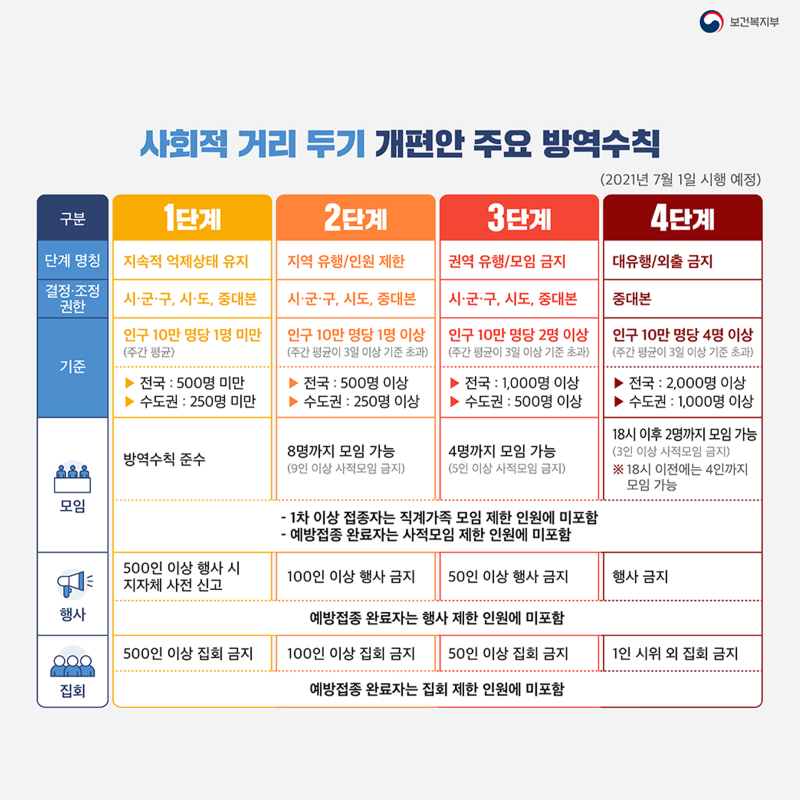 보건복지부
사회적 거리 두기 개편안 주요 방역수칙
(2021년 7월 1일 시행 예정)
구분 1단계 2단계 3단계 4단계
단계 명칭 지속적 억제상태 유지 지역 유행/인원 제한 권역 유행/모임 금지 대유행/외출 금지
결정·조정
권한
시·군·구, 시·도, 중대본 시·군·구, 시도, 중대본 시·군·구, 시도, 중대본 중대본
기준
인구 10만 명당 1명 미만 인구 10만 명당 1명 이상 인구 10만 명당 2명 이상 인구 10만 명당 4명 이상
(주간 평균) (주간 평균이 3일 이상 기준 초과) (주간 평균이 3일 이상 기준 초과) (주간 평균이 3일 이상 기준 초과)
▶ 전국 : 500명 미만 ▶ 전국 : 500명 이상 ▶ 전국 : 1,000명 이상 ▶ 전국 : 2,000명 이상
▶ 수도권 : 250명 미만 ▶ 수도권 : 250명 이상 ▶ 수도권 : 500명 이상 ▶ 수도권 : 1,000명 이상
모임
방역수칙 준수
8명까지 모임 가능
(9인 이상 사적모임 금지)
4명까지 모임 가능
(5인 이상 사적모임 금지)
18시 이후 2명까지 모임 가능
(3인 이상 사적모임 금지)
※ 18시 이전에는 4인까지
모임 가능
- 1차 이상 접종자는 직계가족 모임 제한 인원에 미포함
- 예방접종 완료자는 사적모임 제한 인원에 미포함
행사
500인 이상 행사 시
지자체 사전 신고
100인 이상 행사 금지
50인 이상 행사 금지
행사 금지
예방접종 완료자는 행사 제한 인원에 미포함
집회
500인 이상 집회 금지 100인 이상 집회 금지 50인 이상 집회 금지 1인 시위 외 집회 금지
예방접종 완료자는 집회 제한 인원에 미포함